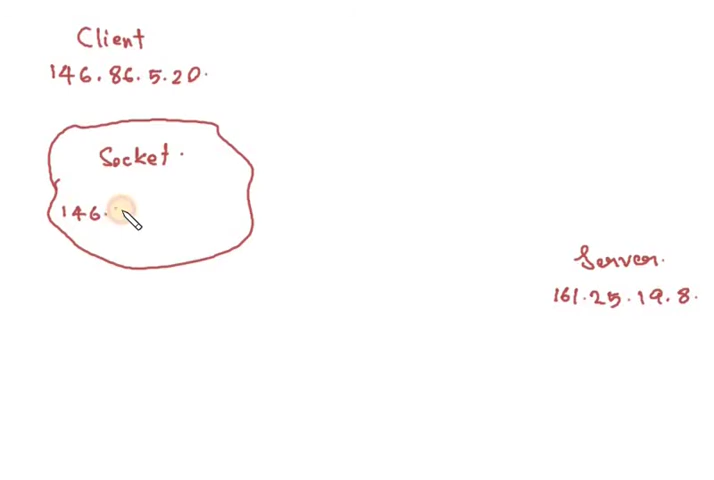 Client
146.86.5.20.
Socket.
146.
Server.
161.25.19.8.